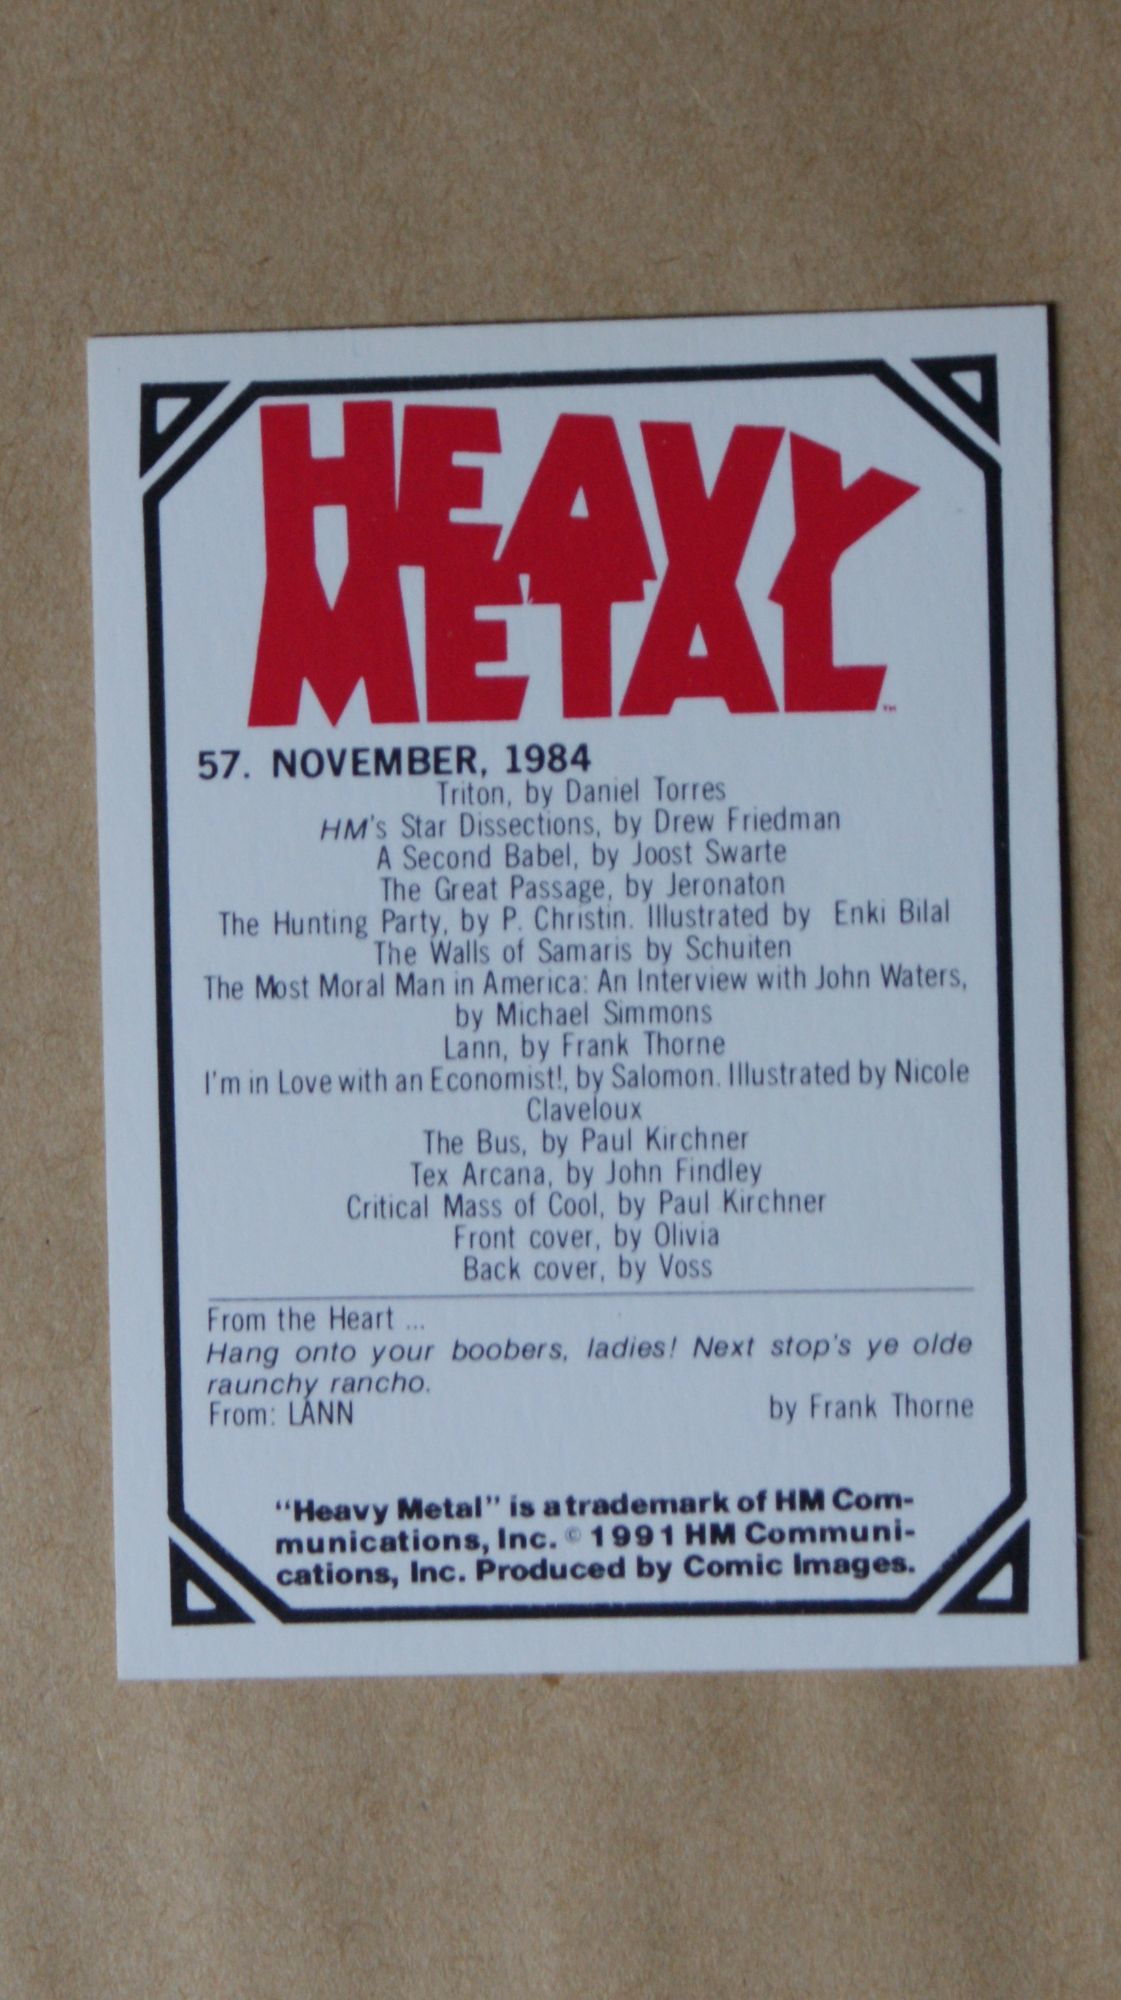 HEAVY
METAL
™
57. NOVEMBER, 1984
Triton, by Daniel Torres
HM's Star Dissections, by Drew Friedman
A Second Babel, by Joost Swarte
The Great Passage, by Jeronaton
The Hunting Party, by P. Christin. Illustrated by Enki Bilal
The Walls of Samaris by Schuiten
The Most Moral Man in America: An Interview with John Waters,
by Michael Simmons
Lann, by Frank Thorne
I'm in Love with an Economist!, by Salomon. Illustrated by Nicole
Claveloux
The Bus, by Paul Kirchner
Tex Arcana, by John Findley
Critical Mass of Cool, by Paul Kirchner
Front cover, by Olivia
Back cover, by Voss
From the Heart ...
Hang onto your boobers, ladies! Next stop's ye olde
raunchy rancho.
From: LANN by Frank Thorne
“Heavy Metal” is a trademark of HM Com-
munications, Inc. © 1991 HM Communi-
cations, Inc. Produced by Comic Images.